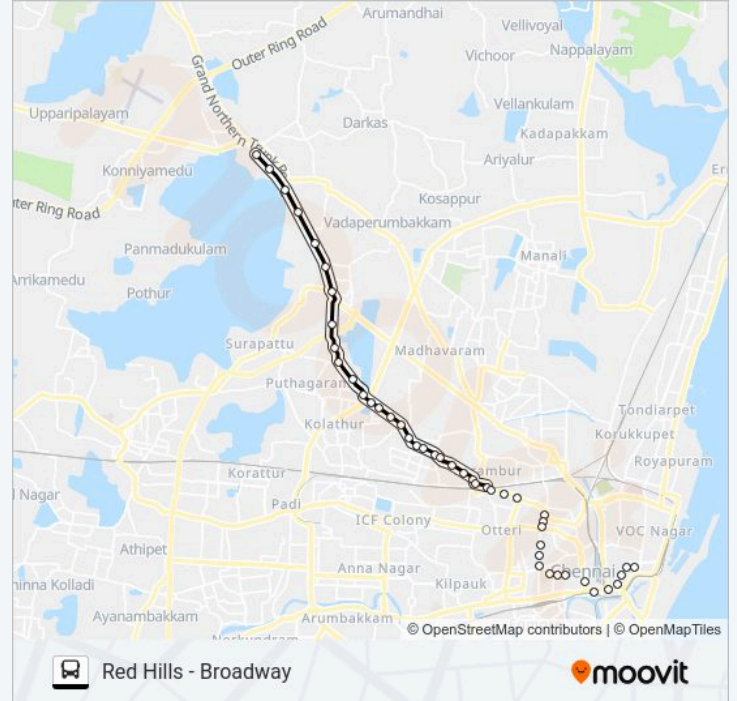 Arumandhai
Vellivoyal
Outer Ring Road
Vichoor
Nappalayam
Grand Northern Trunk R
Upparipalayam
Vellankulam
Darkas
Kadapakkam
Konniyamedu
Ariyalur
Er
uter Ring Road
Kosappur
Vadaperumbakkam
Panmadukulam
Manali
Arrikamedu
Pothur
Surapattu
Madhavaram
Puthagaram
Tondiarpet
Kolathur
Korukkupet
Korattur
ambur
Royapuram
l Nagar
Padi
ICF Colony
Otteri
VOC Nagar
Athipet
Anna Nagar
Chennai
hinna Kolladi
Kilpauk
Ayanambakkam
Arumbakkam
Nerkundram
© OpenStreetMap contributors | © OpenMapTiles
Red Hills - Broadway
moovit